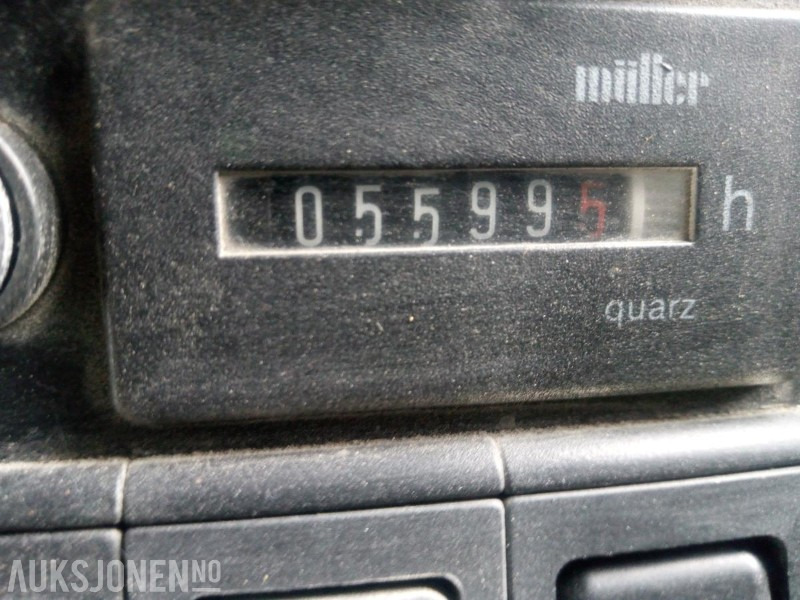 müller
055995 h
quarz
AUKSJONEN.NO